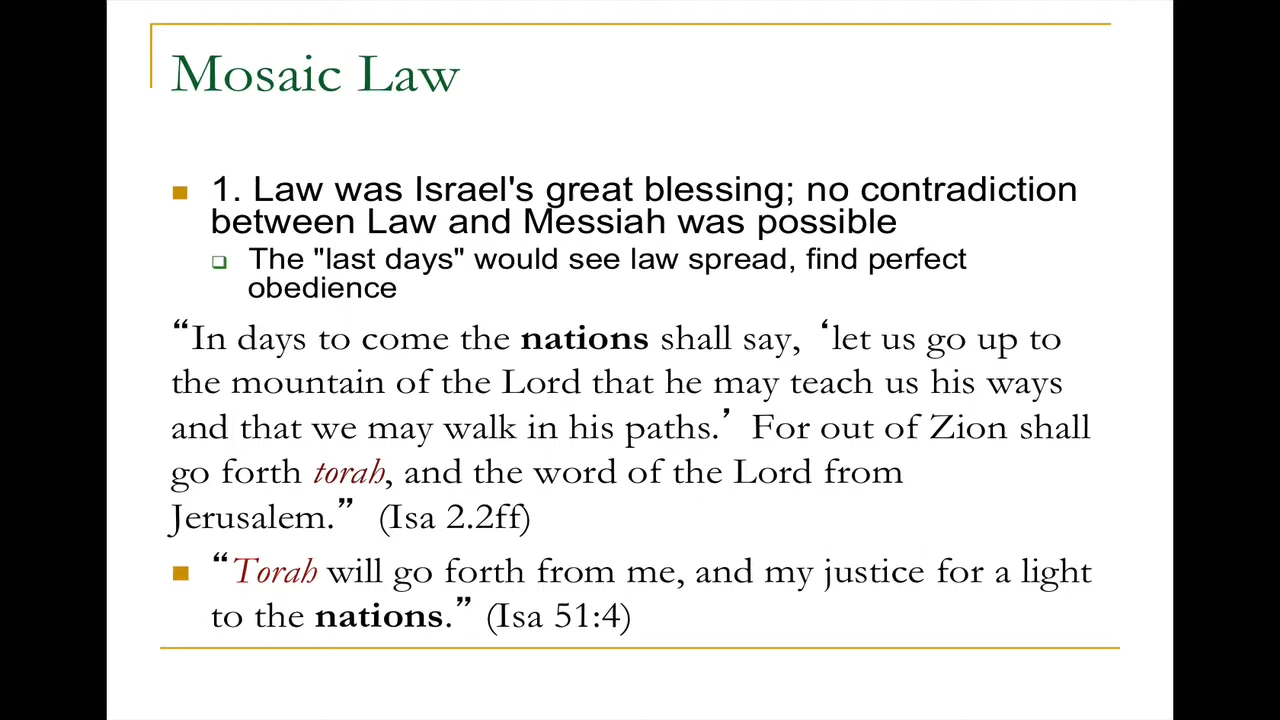 Mosaic Law
1. Law was Israel's great blessing; no contradiction
between Law and Messiah was possible
The "last days" would see law spread, find perfect
obedience
“In days to come the nations shall say, ‘let us go up to
the mountain of the Lord that he may teach us his ways
and that we may walk in his paths.’ For out of Zion shall
go forth torah, and the word of the Lord from
Jerusalem.” (Isa 2.2ff)
“Torah will go forth from me, and my justice for a light
to the nations.” (Isa 51:4)